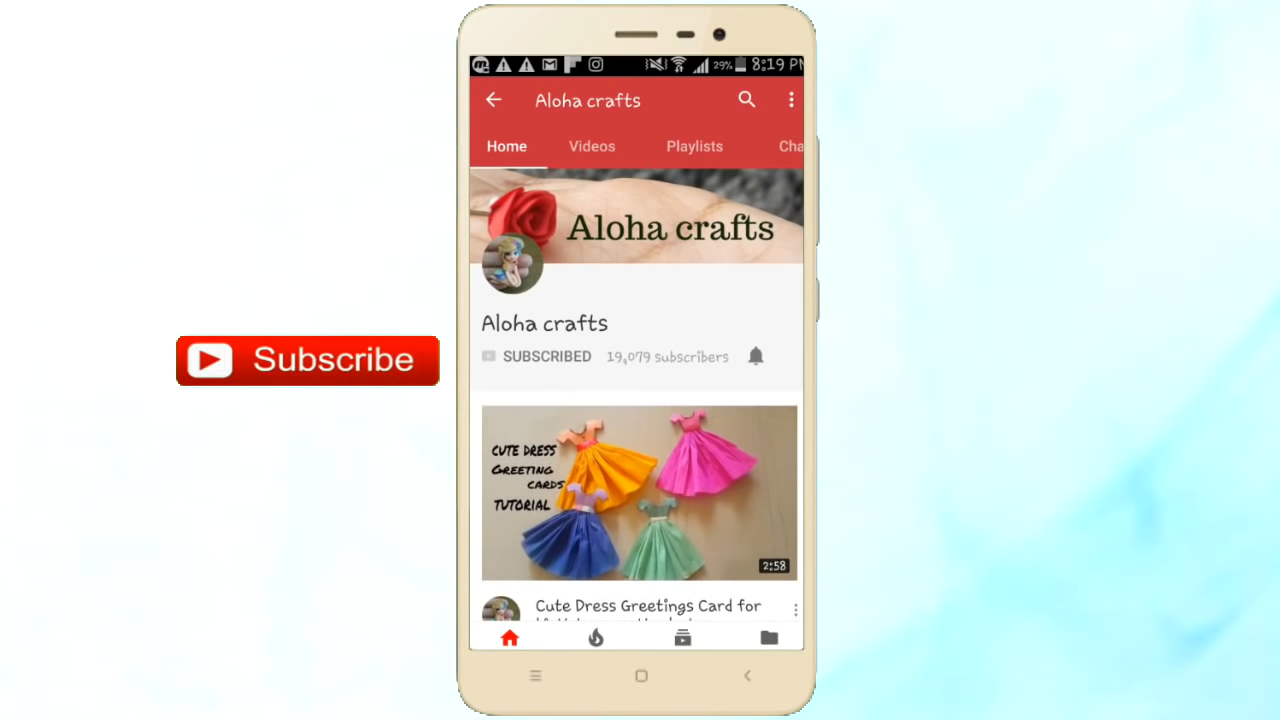 29% 8:19 PM
Aloha crafts
Home Videos Playlists Cha
Aloha crafts
Aloha crafts
SUBSCRIBED 19,079 subscribers
Subscribe
CUTE DRESS
GREETING
CARDS
TUTORIAL
2:58
Cute Dress Greetings Card for